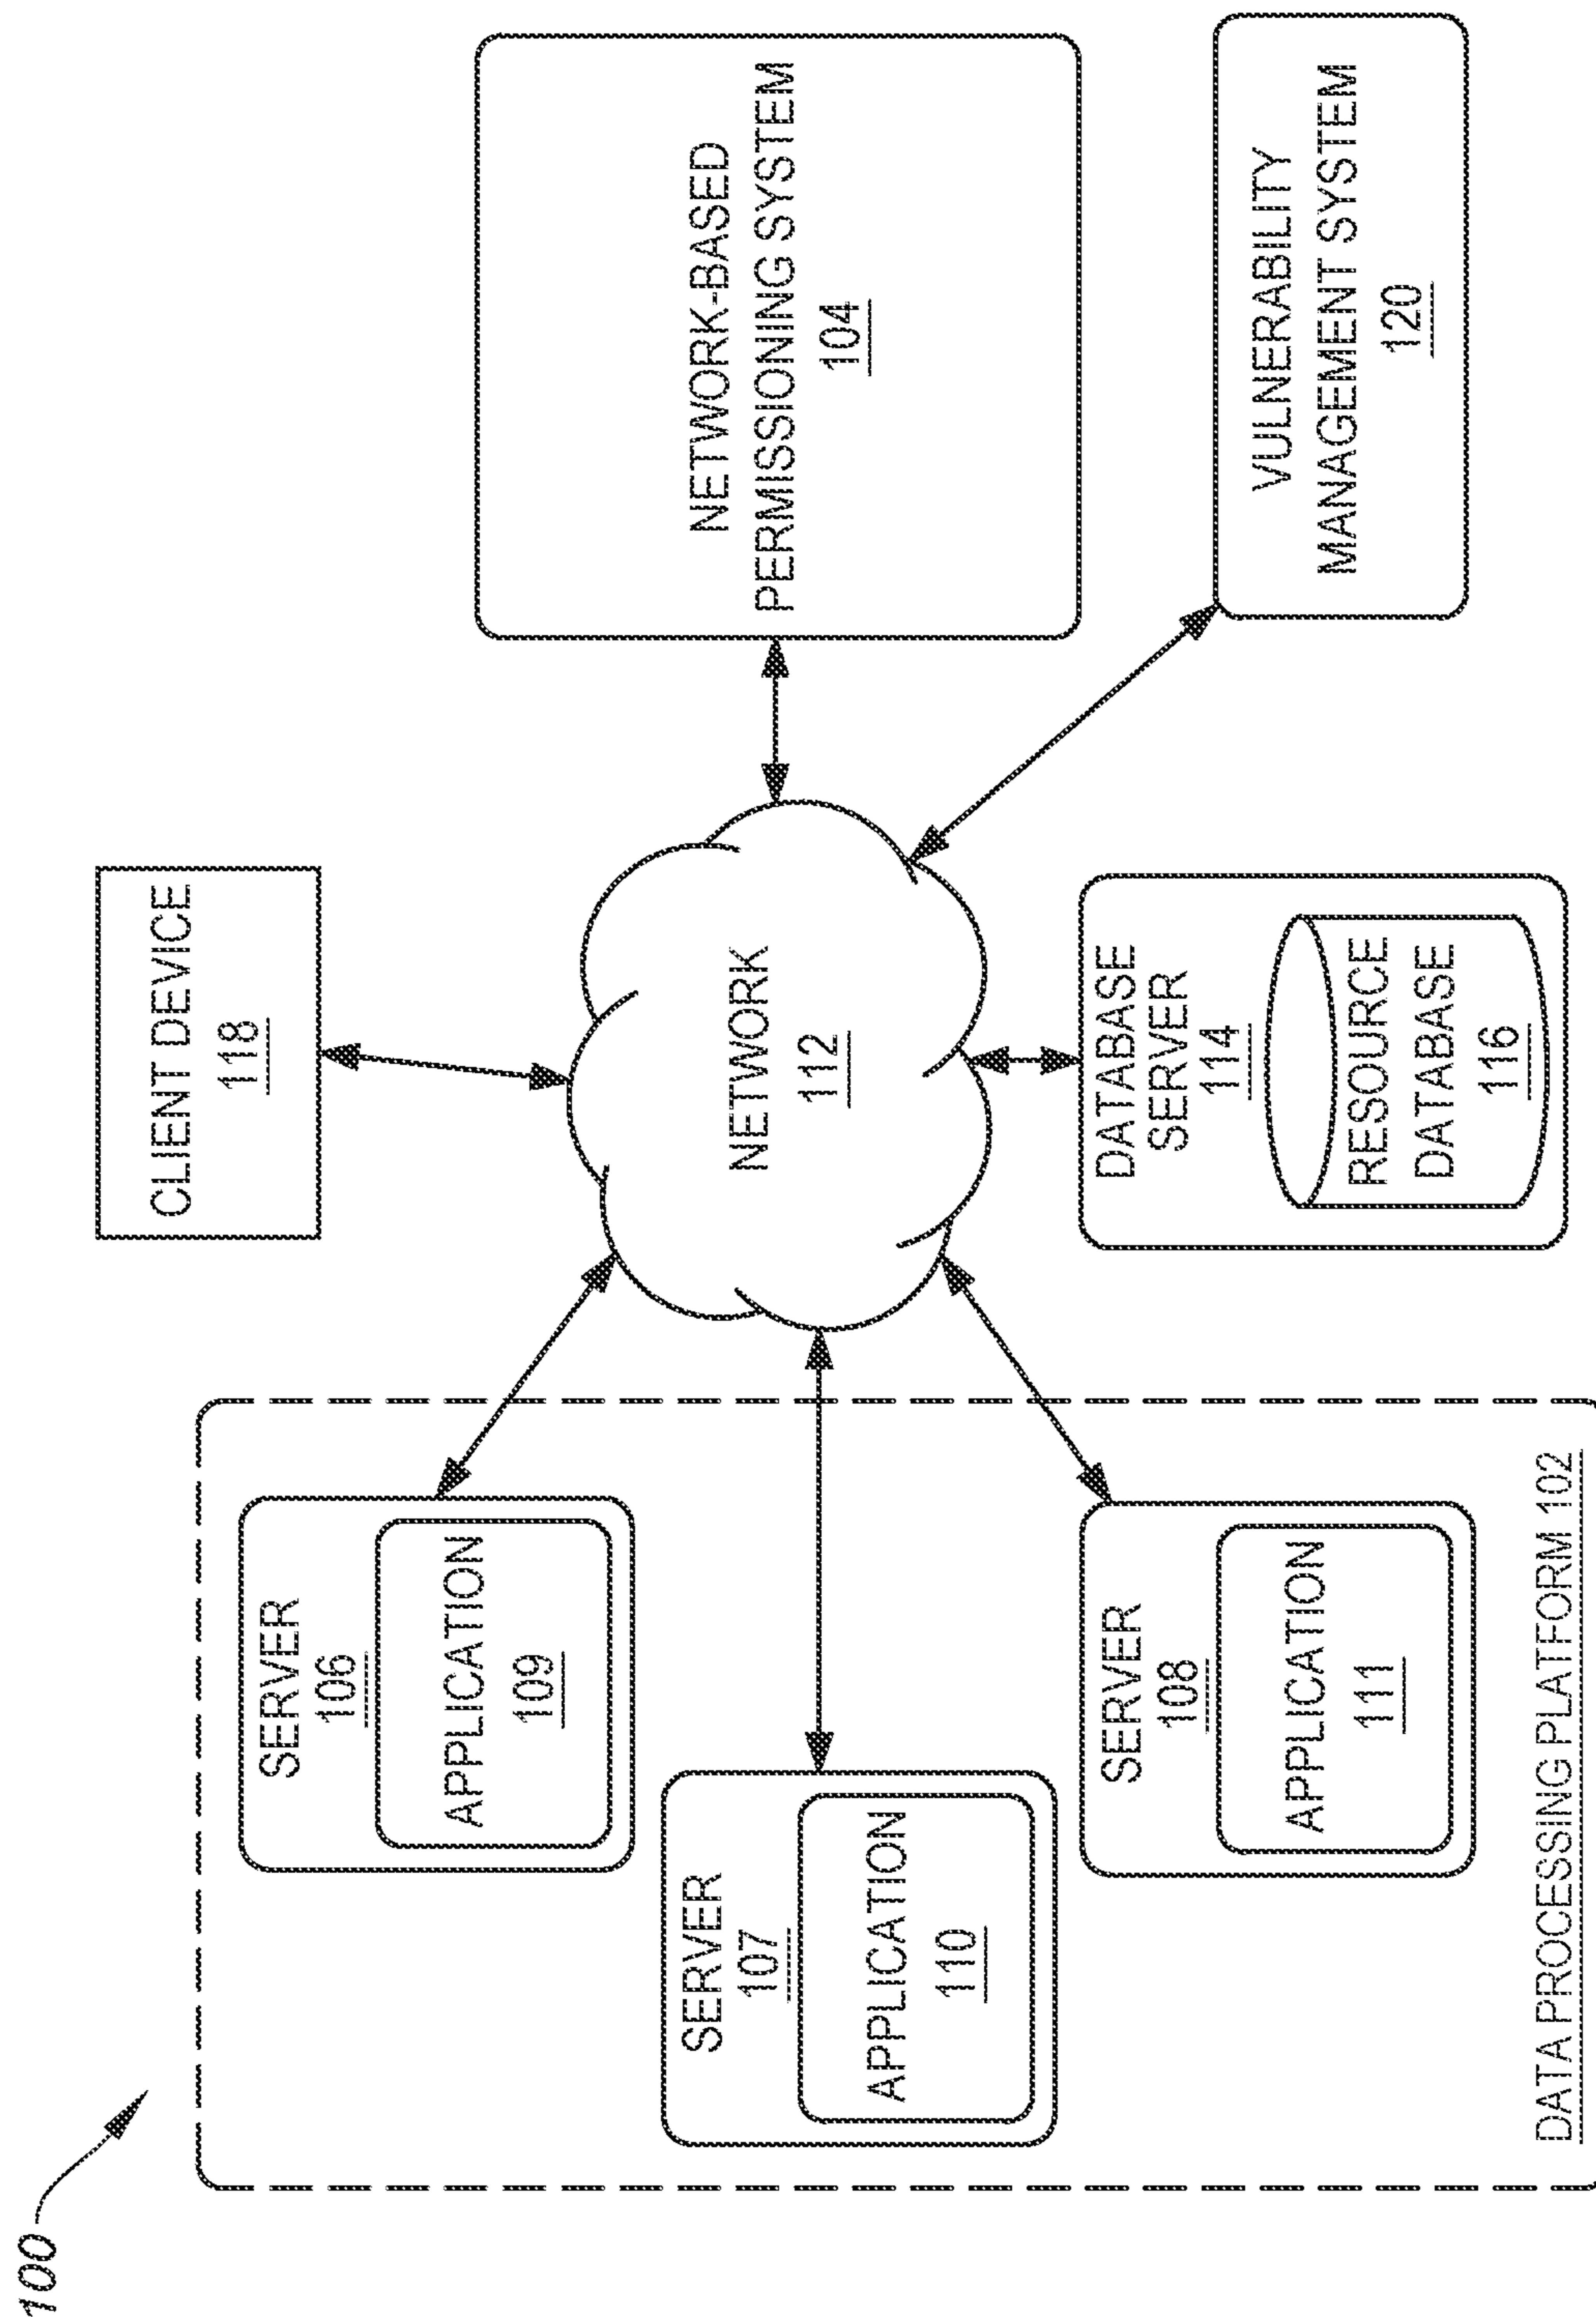 100
CLIENT DEVICE
118
SERVER
106
APPLICATION
109
SERVER
107
APPLICATION
110
SERVER
108
APPLICATION
111
DATA PROCESSING PLATFORM 102
NETWORK
112
DATABASE
SERVER
114
RESOURCE
DATABASE
116
NETWORK-BASED
PERMISSIONING SYSTEM
104
VULNERABILITY
MANAGEMENT SYSTEM
120